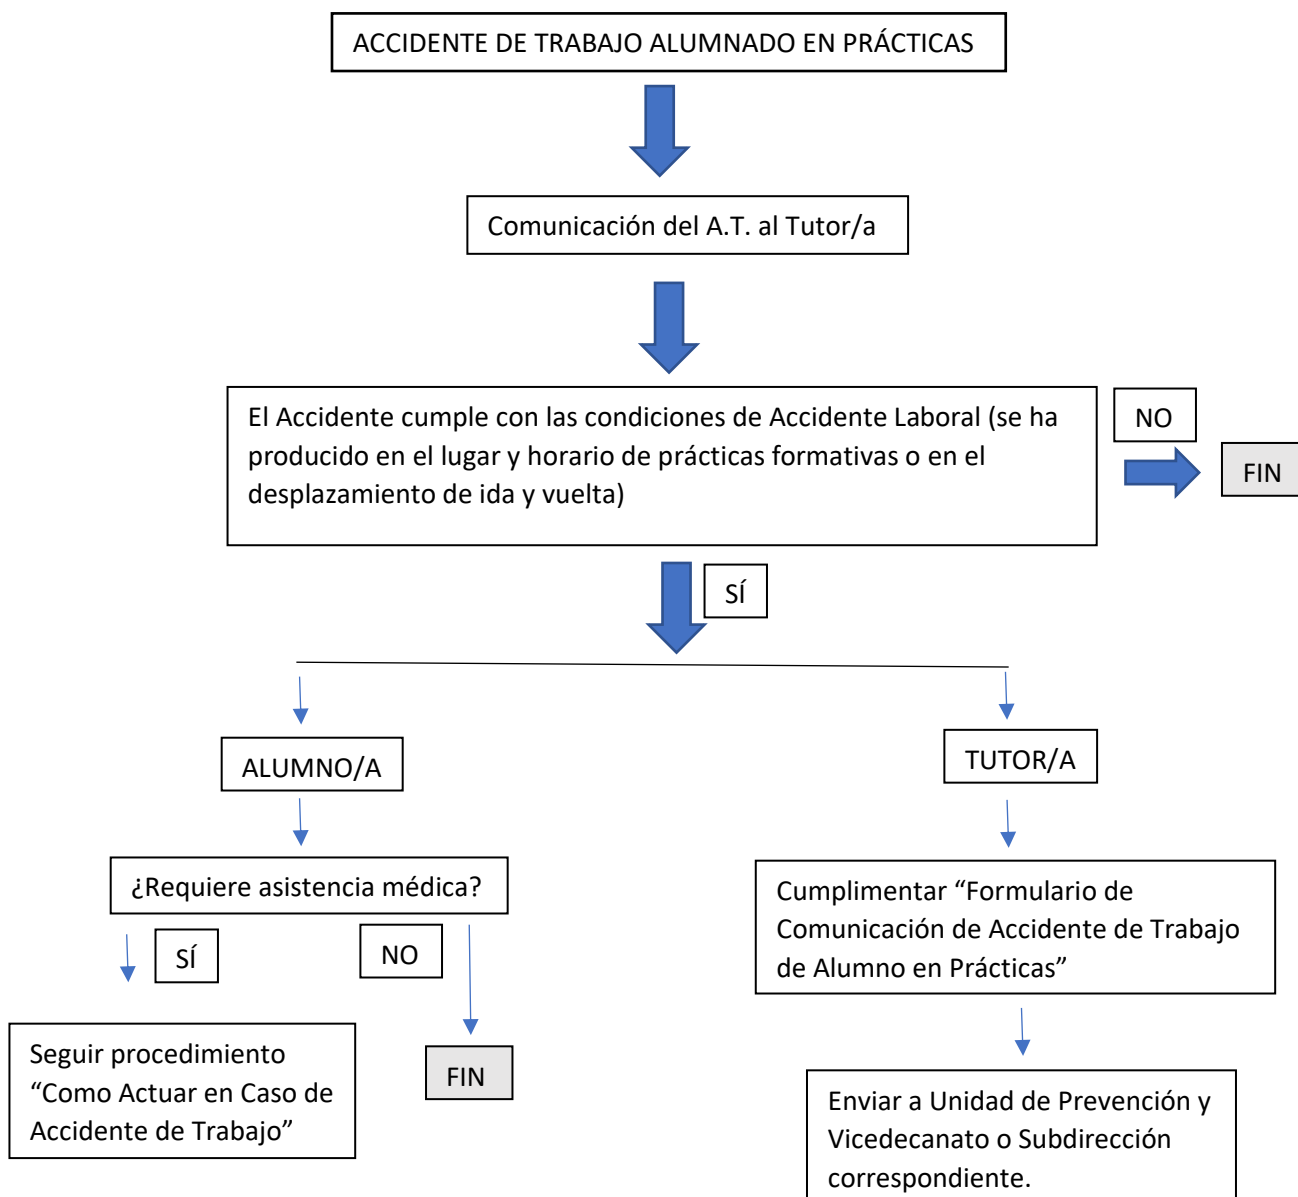 ACCIDENTE DE TRABAJO ALUMNADO EN PRÁCTICAS
Comunicación del A.T. al Tutor/a
El Accidente cumple con las condiciones de Accidente Laboral (se ha
producido en el lugar y horario de prácticas formativas o en el
desplazamiento de ida y vuelta)
NO
FIN
SÍ
ALUMNO/A
TUTOR/A
¿Requiere asistencia médica?
SÍ
NO
Seguir procedimiento
“Como Actuar en Caso de
Accidente de Trabajo”
FIN
Cumplimentar “Formulario de
Comunicación de Accidente de Trabajo
de Alumno en Prácticas”
Enviar a Unidad de Prevención y
Vicedecanato o Subdirección
correspondiente.